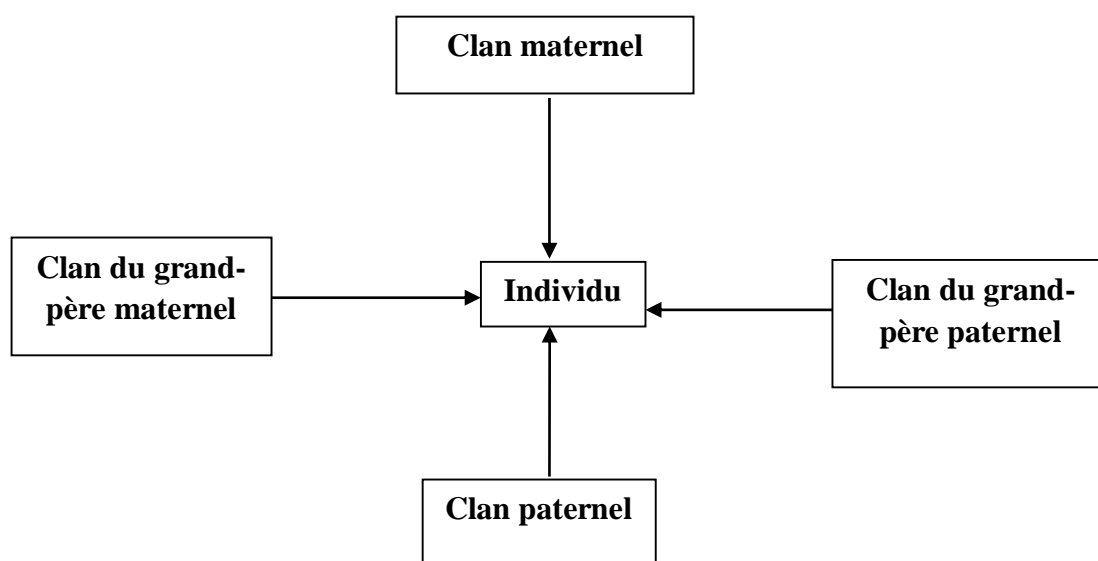 Clan maternel
Clan du grand-
père maternel
Individu
Clan du grand-
père paternel
Clan paternel